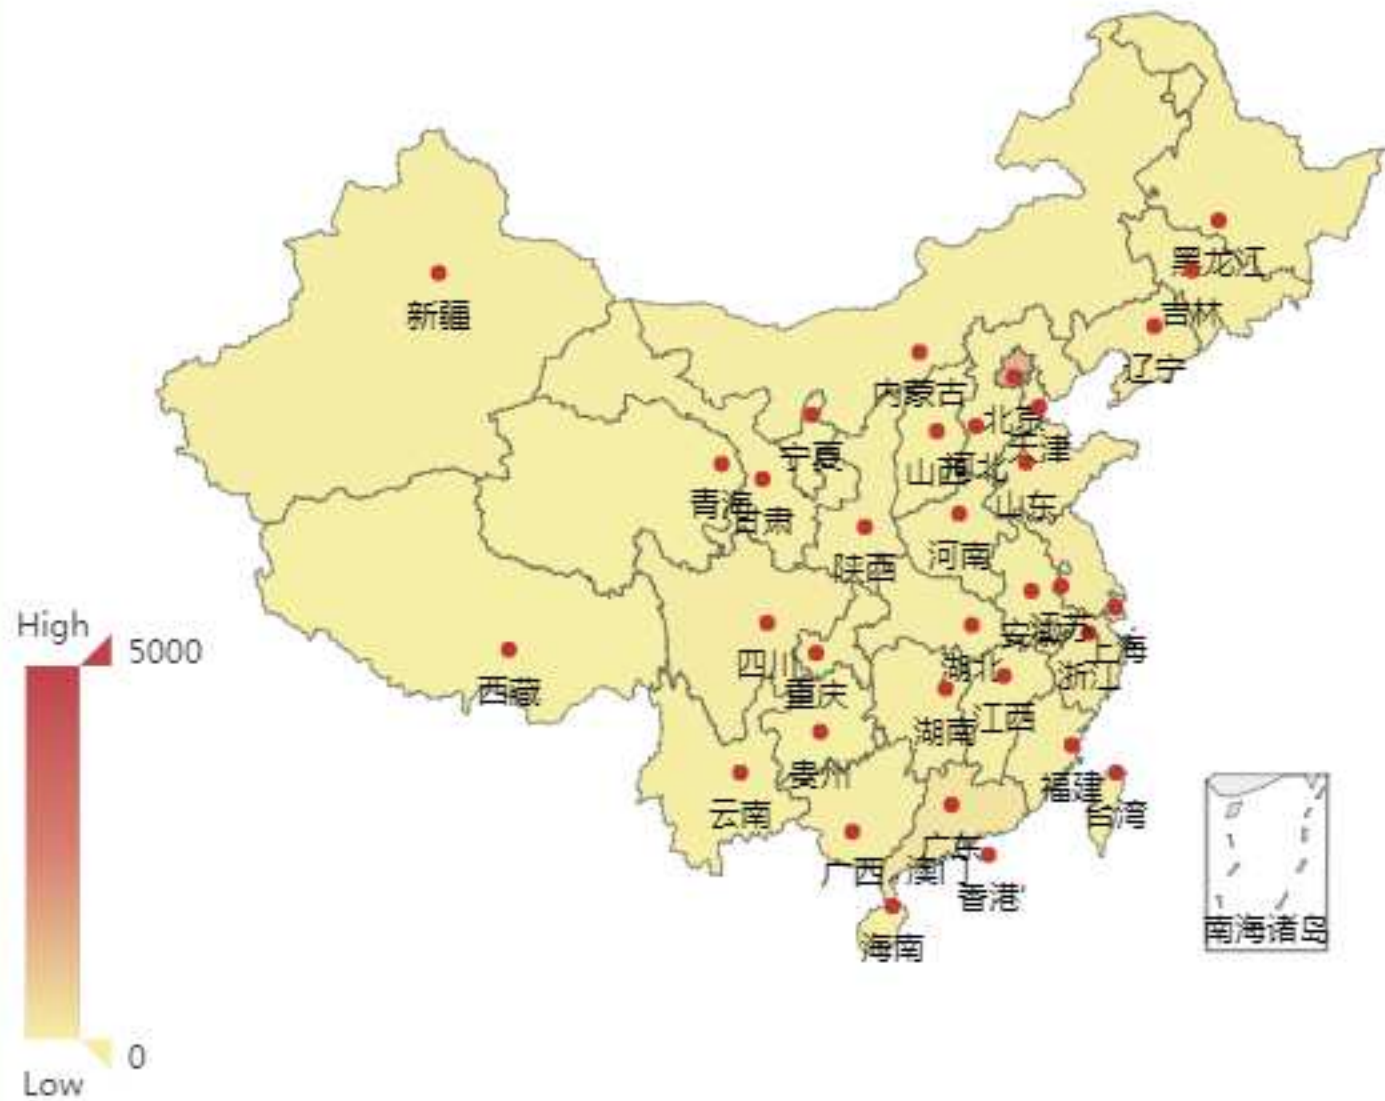 黑龙江
新疆
吉林
辽宁
内蒙古
北京
天津
宁夏
山西
河北
青海
甘肃
山东
河南
陕西
High
5000
安徽
江苏
上海
四川
湖北
浙江
西藏
重庆
湖南
江西
贵州
福建
云南
台湾
广东
广西
澳门
香港
南海诸岛
海南
0
Low